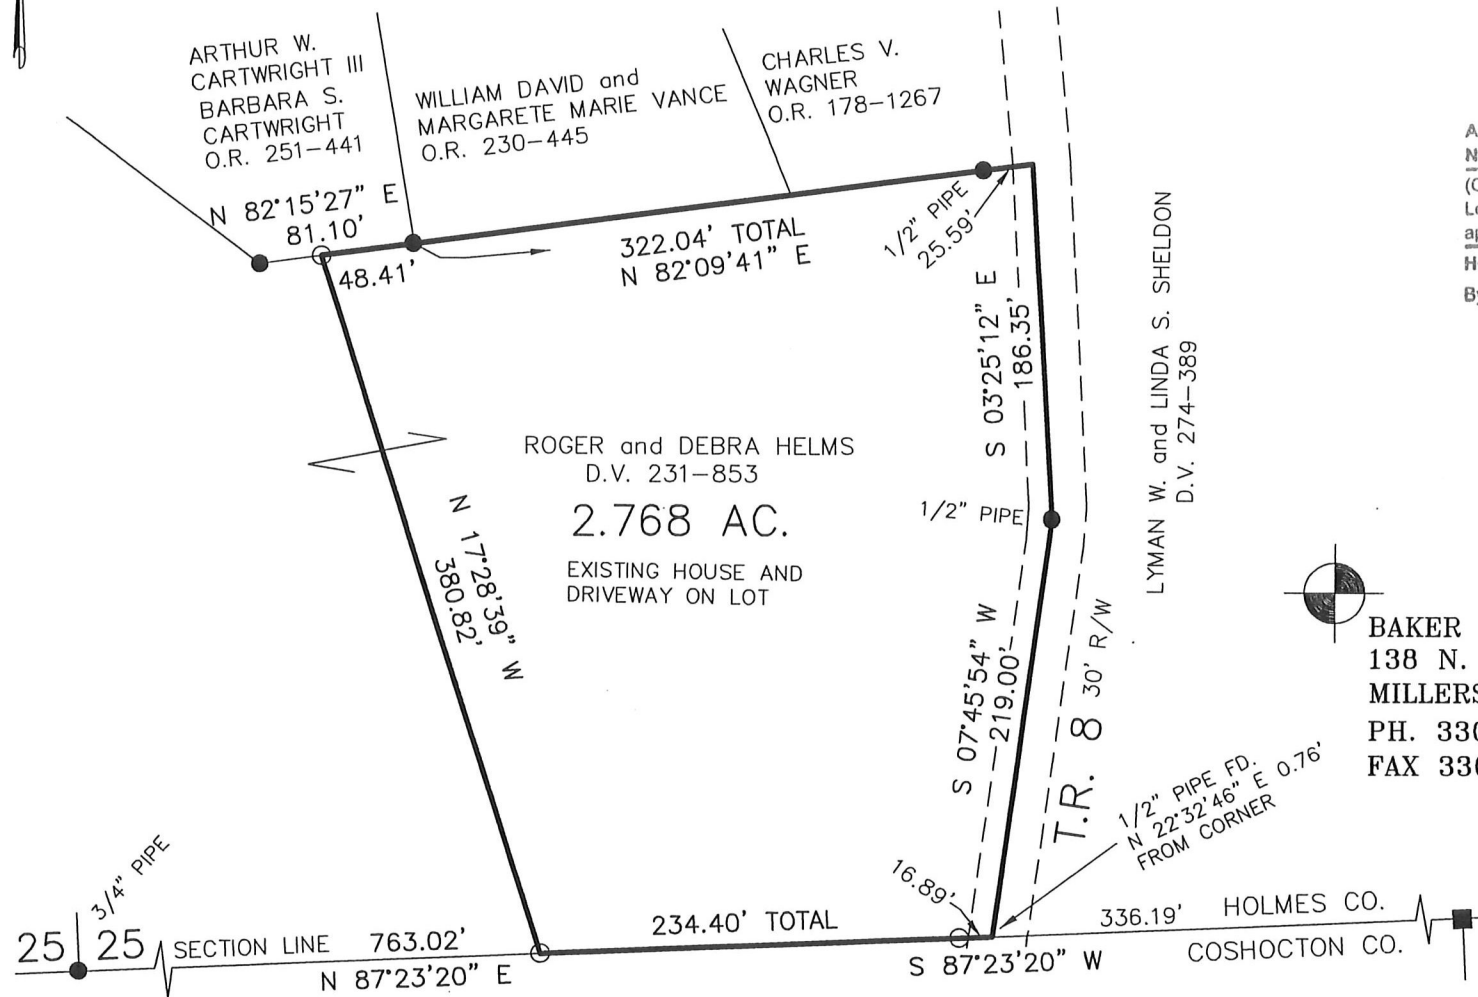 ARTHUR W.
CARTWRIGHT III
BARBARA S.
CARTWRIGHT
O.R. 251-441
WILLIAM DAVID and
MARGARETE MARIE VANCE
O.R. 230-445
CHARLES V.
WAGNER
O.R. 178-1267
N 82°15'27" E
81.10'
48.41'
322.04' TOTAL
N 82°09'41" E
1/2" PIPE
25.59'
S 03°25'12" E
186.35'
LYMAN W. and LINDA S. SHELDON
D.V. 274-389
ROGER and DEBRA HELMS
D.V. 231-853
2.768 AC.
EXISTING HOUSE AND
DRIVEWAY ON LOT
1/2" PIPE
N 17°28'39" W
380.82'
S 07°45'54" W
219.00'
T.R. 8 30' R/W
BAKER
138 N.
MILLERS
PH. 330
FAX 330
1/2" PIPE FD.
N 22°32'46" E 0.76'
FROM CORNER
3/4" PIPE
16.89'
25 25 SECTION LINE 763.02'
N 87°23'20" E
234.40' TOTAL
S 87°23'20" W
336.19' HOLMES CO.
COSHOCTON CO.